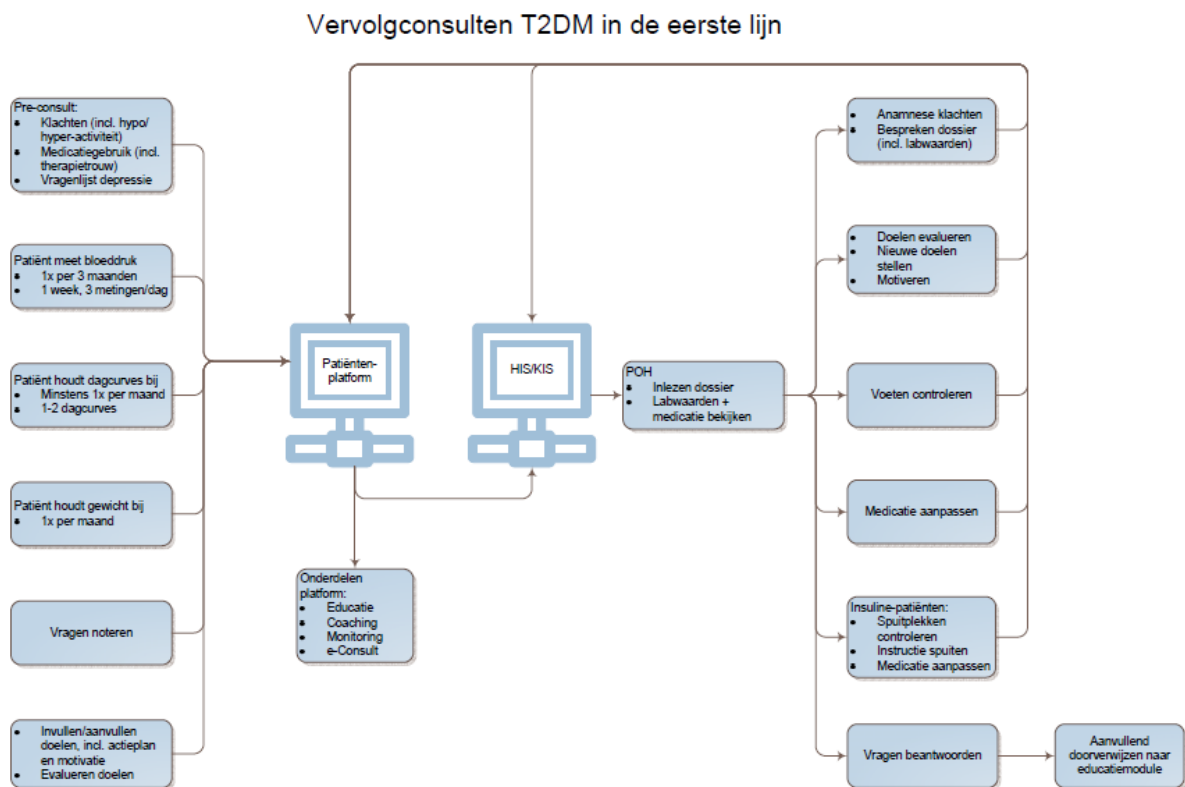 Vervolgconsulten T2DM in de eerste lijn
Pre-consult:
• Klachten (incl. hypo/
hyper-activiteit)
• Medicatiegebruik (incl.
therapietrouw)
• Vragenlijst depressie
Patiënt meet bloeddruk
• 1x per 3 maanden
• 1 week, 3 metingen/dag
Patiënt houdt dagcurves bij
• Minstens 1x per maand
• 1-2 dagcurves
Patiënt houdt gewicht bij
• 1x per maand
Vragen noteren
• Invullen/aanvullen
doelen, incl. actieplan
en motivatie
• Evalueren doelen
Patiënten-
platform
Onderdelen
platform:
• Educatie
• Coaching
• Monitoring
• e-Consult
HIS/KIS
POH
• Inlezen dossier
• Labwaarden +
medicatie bekijken
• Anamnese klachten
• Bespreken dossier
(incl. labwaarden)
• Doelen evalueren
• Nieuwe doelen
stellen
• Motiveren
Voeten controleren
Medicatie aanpassen
Insuline-patiënten:
• Spuitplekken
controleren
• Instructie spuiten
• Medicatie aanpassen
Vragen beantwoorden
Aanvullend
doorverwijzen naar
educatiemodule